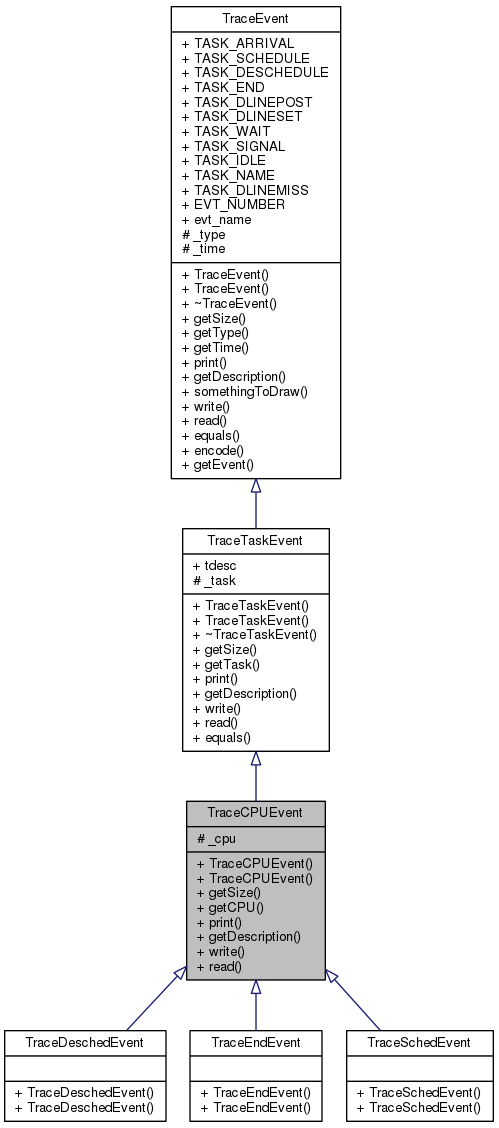 TraceEvent
+ TASK_ARRIVAL
+ TASK_SCHEDULE
+ TASK_DESCHEDULE
+ TASK_END
+ TASK_DLINEPOST
+ TASK_DLINESET
+ TASK_WAIT
+ TASK_SIGNAL
+ TASK_IDLE
+ TASK_NAME
+ TASK_DLINEMISS
+ EVT_NUMBER
+ evt_name
# _type
# _time
+ TraceEvent()
+ TraceEvent()
+ ~TraceEvent()
+ getSize()
+ getType()
+ getTime()
+ print()
+ getDescription()
+ somethingToDraw()
+ write()
+ read()
+ equals()
+ encode()
+ getEvent()
TraceTaskEvent
+ tdesc
# _task
+ TraceTaskEvent()
+ TraceTaskEvent()
+ ~TraceTaskEvent()
+ getSize()
+ getTask()
+ print()
+ getDescription()
+ write()
+ read()
+ equals()
TraceCPUEvent
# _cpu
+ TraceCPUEvent()
+ TraceCPUEvent()
+ getSize()
+ getCPU()
+ print()
+ getDescription()
+ write()
+ read()
TraceDeschedEvent
+ TraceDeschedEvent()
+ TraceDeschedEvent()
TraceEndEvent
+ TraceEndEvent()
+ TraceEndEvent()
TraceSchedEvent
+ TraceSchedEvent()
+ TraceSchedEvent()